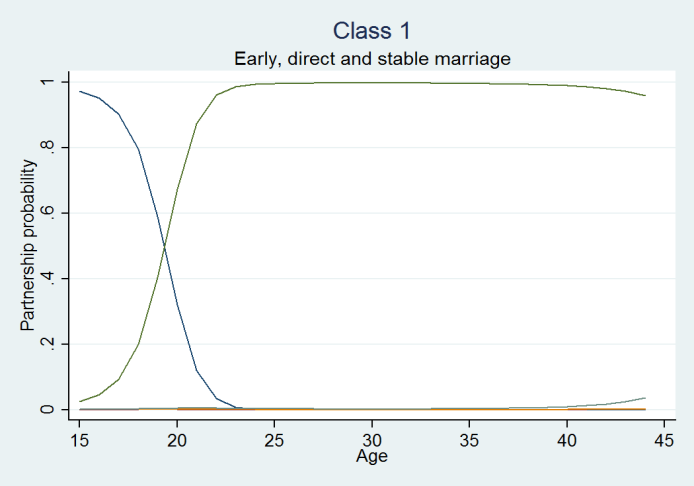 Class 1
Early, direct and stable marriage
Partnership probability
1
.8
.6
.4
.2
0
15 20 25 30 35 40 45
Age